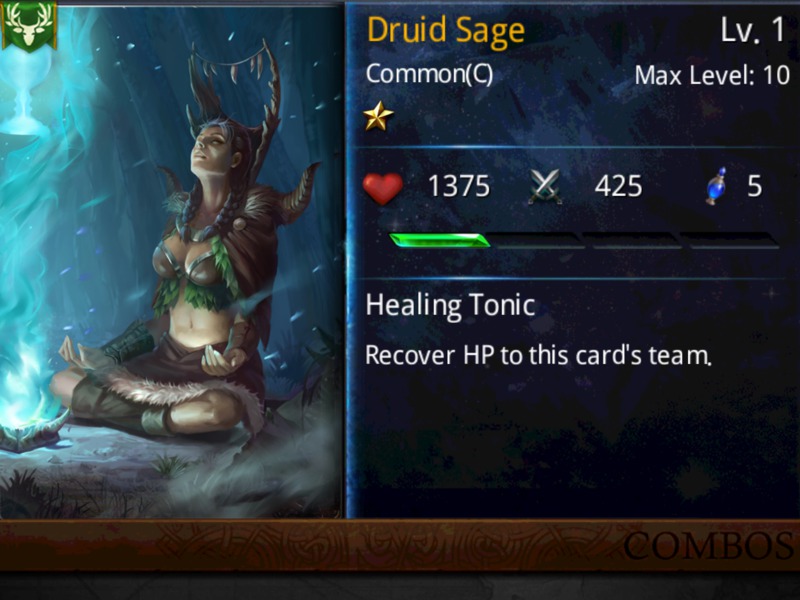 Druid Sage Lv. 1
Common(C) Max Level: 10
1375 425 5
Healing Tonic
Recover HP to this card's team.
COMBOS